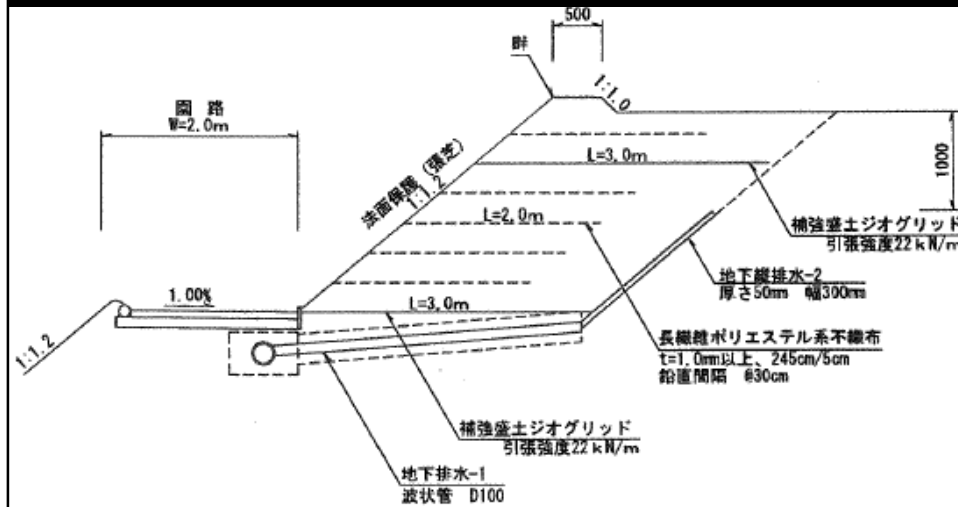 500
畔
1:1.0
園 路
W=2.0m
L=3.0m
1000
法面保護 (張芝)
1:1.2
L=2.0m
補強盛土ジオグリッド
引張強度22kN/m
地下縦排水-2
厚さ50mm 幅300mm
1.00%
L=3.0m
1:1.2
長繊維ポリエステル系不織布
t=1.0mm以上、245cm/5cm
鉛直間隔 @30cm
補強盛土ジオグリッド
引張強度22kN/m
地下排水-1
波状管 D100